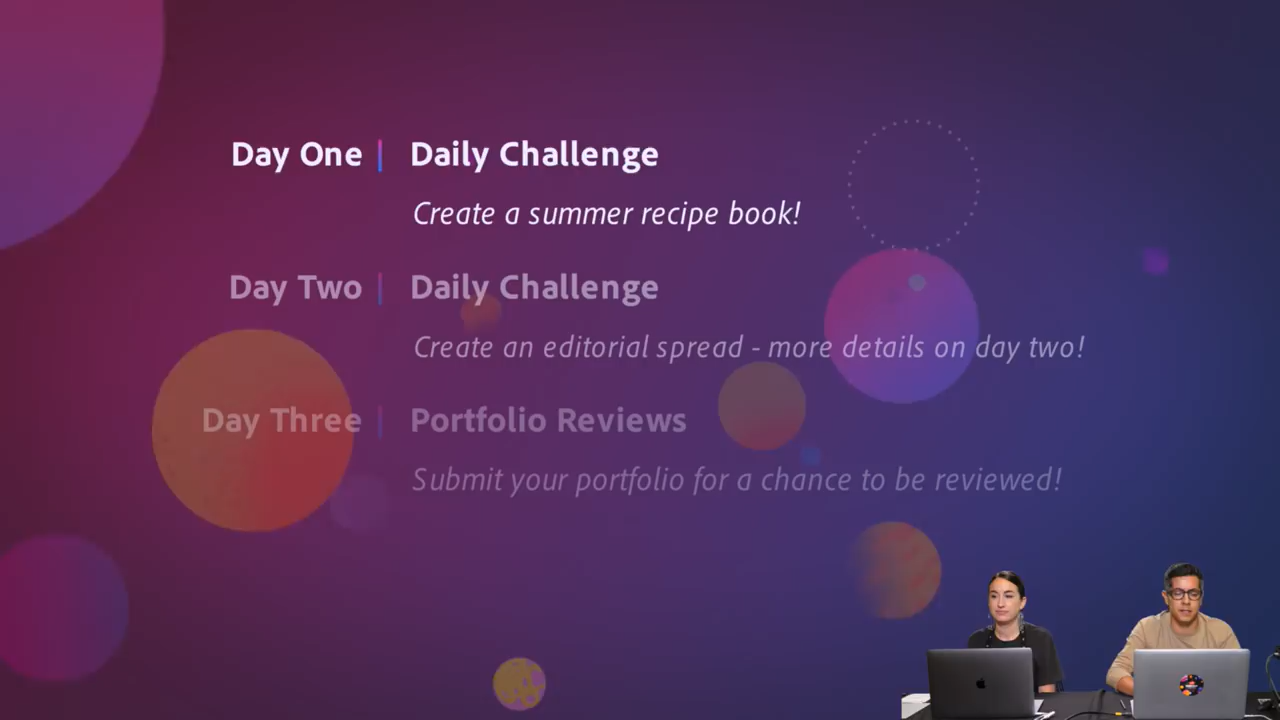 Day One | Daily Challenge
Create a summer recipe book!
Day Two | Daily Challenge
Create an editorial spread - more details on day two!
Day Three | Portfolio Reviews
Submit your portfolio for a chance to be reviewed!